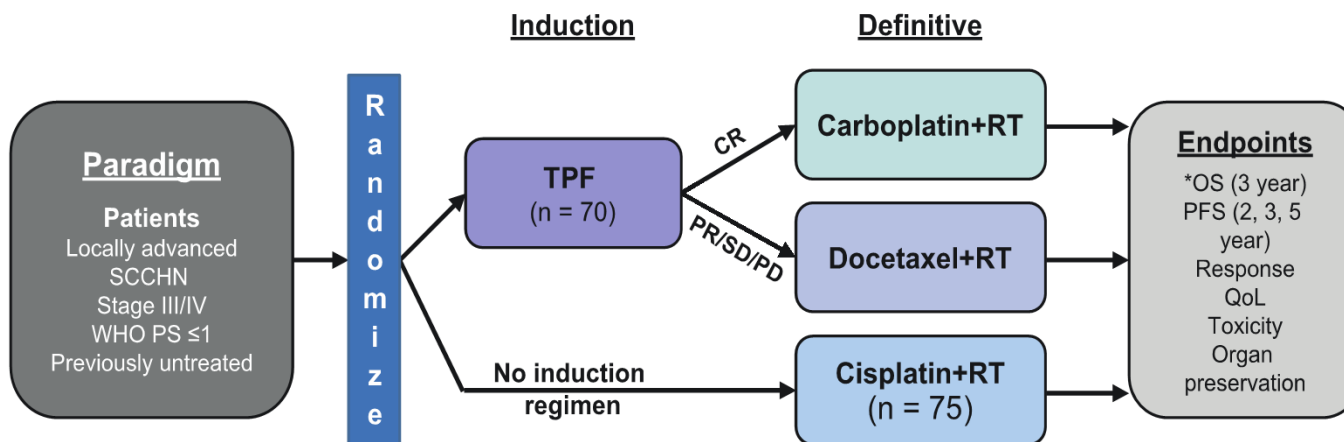 Induction
Definitive
Paradigm
Patients
Locally advanced
SCCHN
Stage III/IV
WHO PS ≤1
Previously untreated
Randomize
TPF
(n = 70)
CR
PR/SD/PD
No induction
regimen
Carboplatin+RT
Docetaxel+RT
Cisplatin+RT
(n = 75)
Endpoints
*OS (3 year)
PFS (2, 3, 5
year)
Response
QoL
Toxicity
Organ
preservation